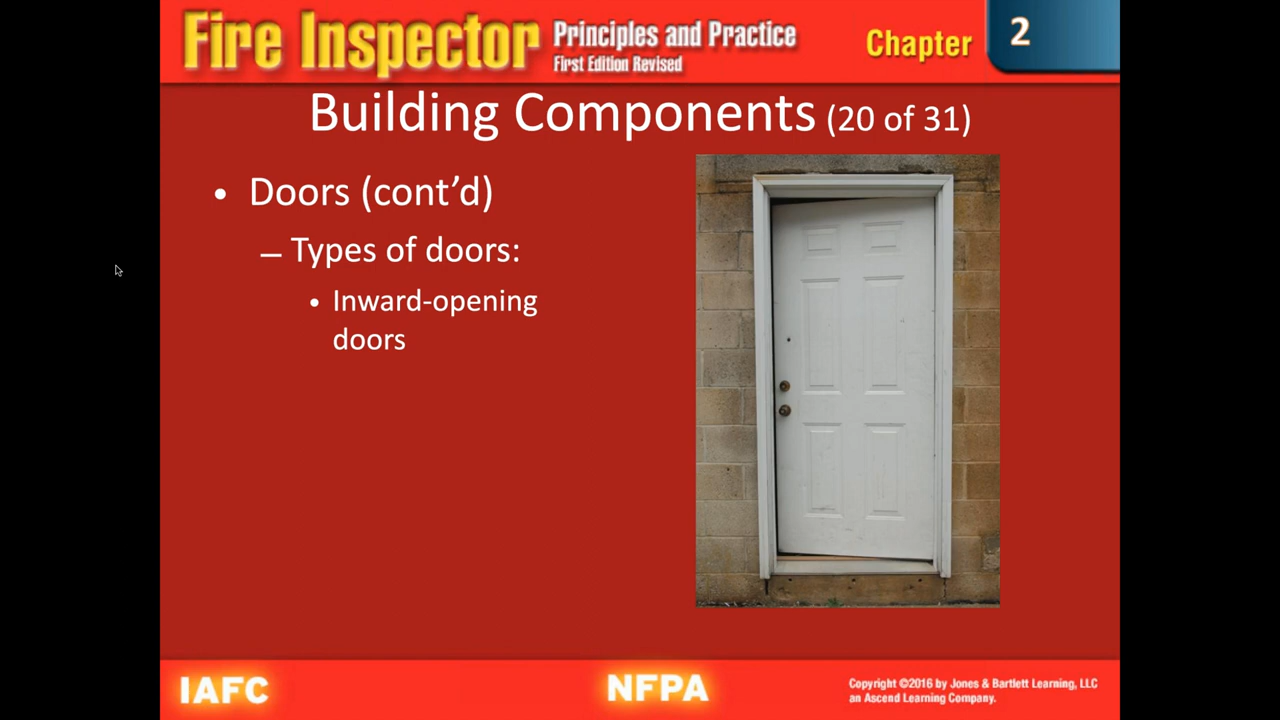 Fire Inspector Principles and Practice
First Edition Revised
Chapter 2
Building Components (20 of 31)
• Doors (cont’d)
– Types of doors:
• Inward-opening
doors
IAFC
NFPA
Copyright ©2016 by Jones & Bartlett Learning, LLC
an Ascend Learning Company.